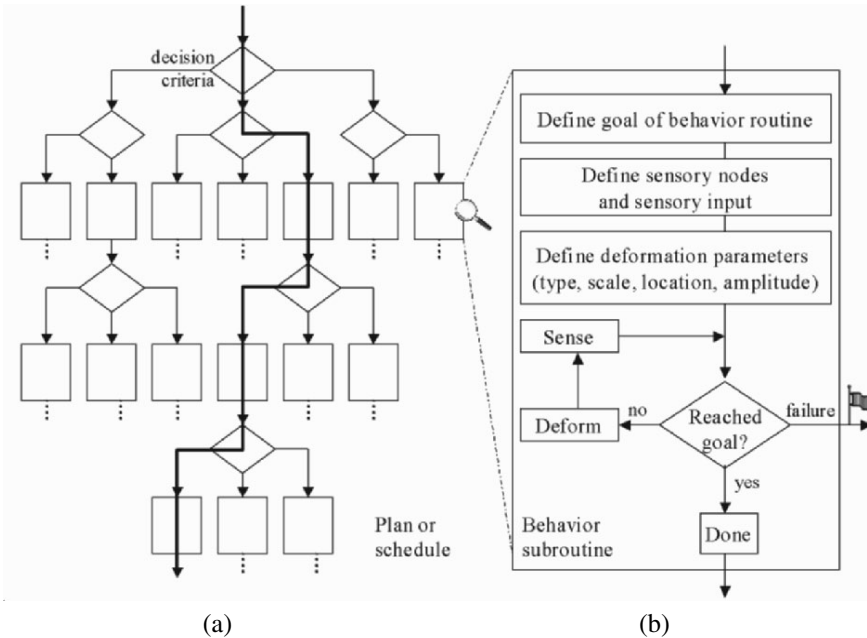 decision
criteria
Plan or
schedule
Define goal of behavior routine
Define sensory nodes
and sensory input
Define deformation parameters
(type, scale, location, amplitude)
Sense
Deform
no
Reached
goal?
failure
yes
Done
Behavior
subroutine
(a)
(b)